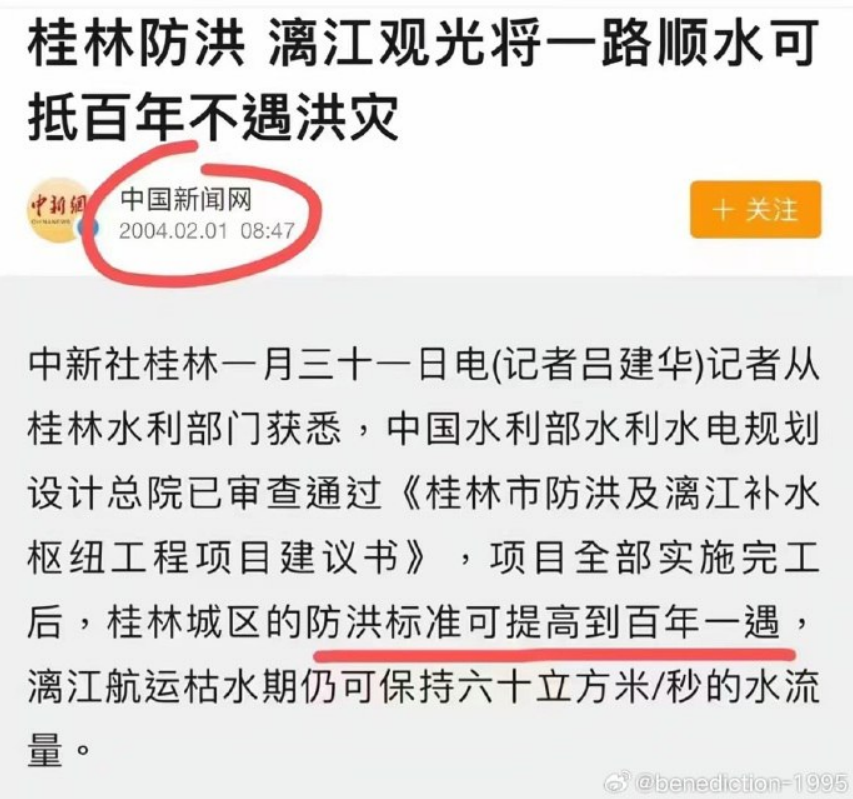 桂林防洪 漓江观光将一路顺水可
抵百年不遇洪灾
中新網
CHINANEWS
中国新闻网
2004.02.01 08:47
+ 关注
中新社桂林一月三十一日电(记者吕建华)记者从
桂林水利部门获悉，中国水利部水利水电规划
设计总院已审查通过《桂林市防洪及漓江补水
枢纽工程项目建议书》，项目全部实施完工
后，桂林城区的防洪标准可提高到百年一遇，
漓江航运枯水期仍可保持六十立方米/秒的水流
量。
@benediction-1995